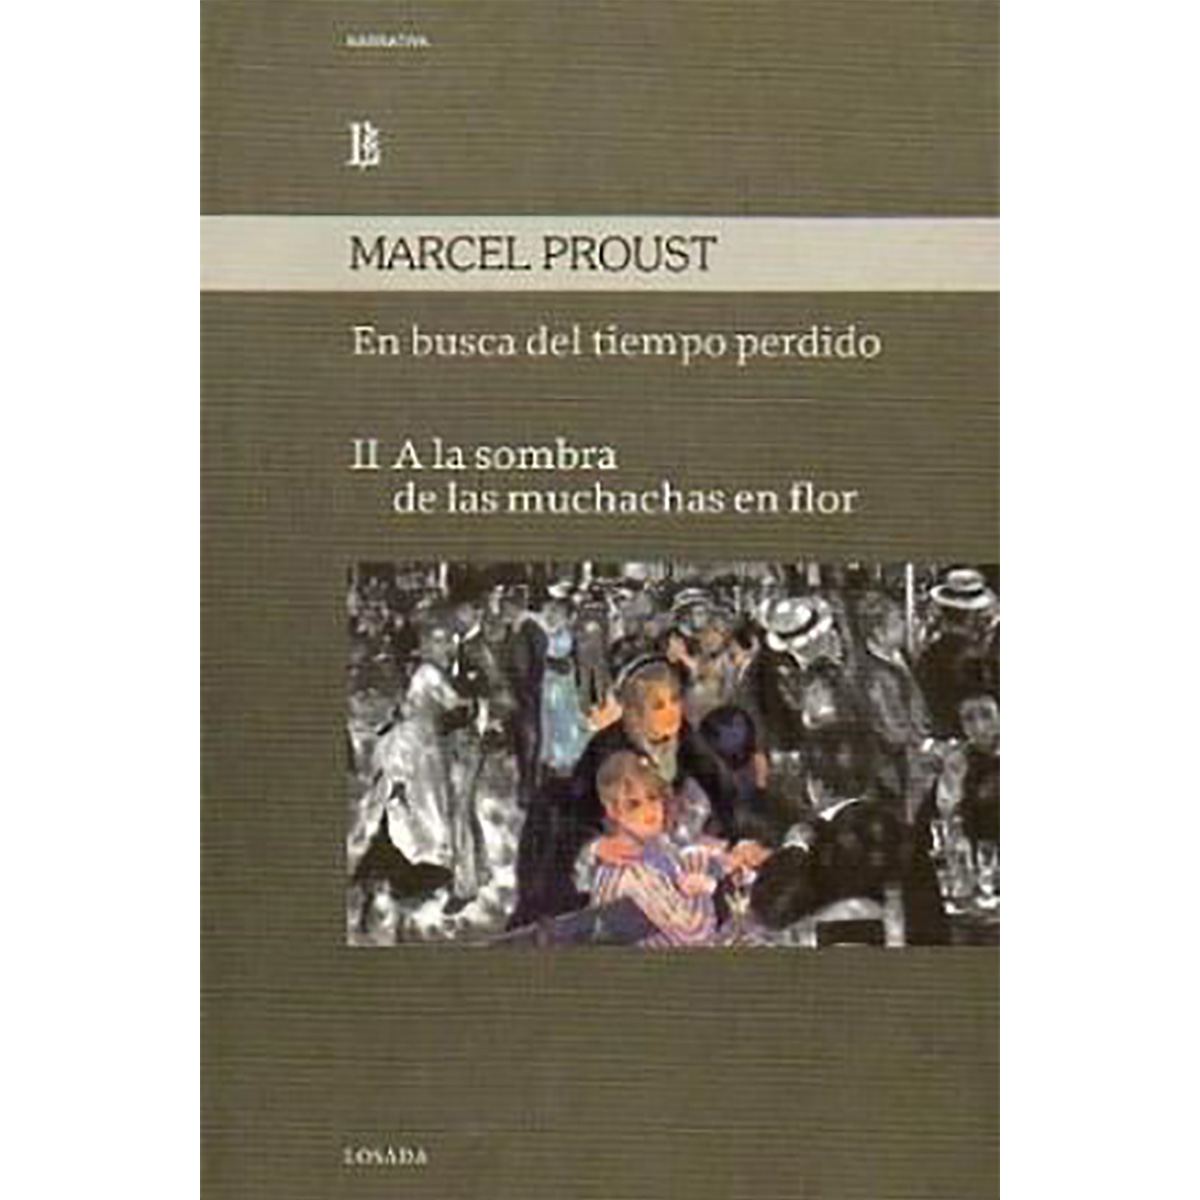 NARRATIVA
MARCEL PROUST
En busca del tiempo perdido
II A la sombra
de las muchachas en flor
LOSADA